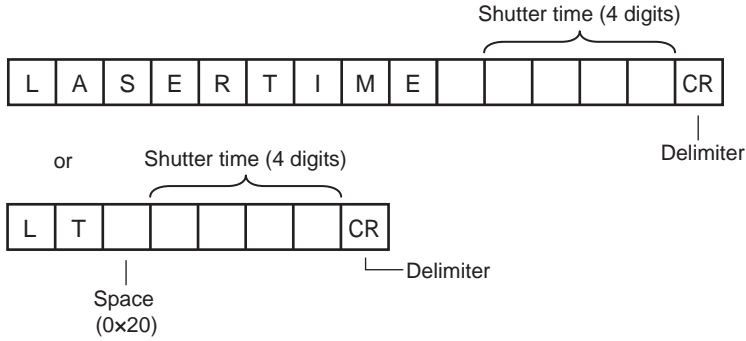 Shutter time (4 digits)
L A S E R T I M E CR
Delimiter
or Shutter time (4 digits)
L T CR
Delimiter
Space
(0×20)